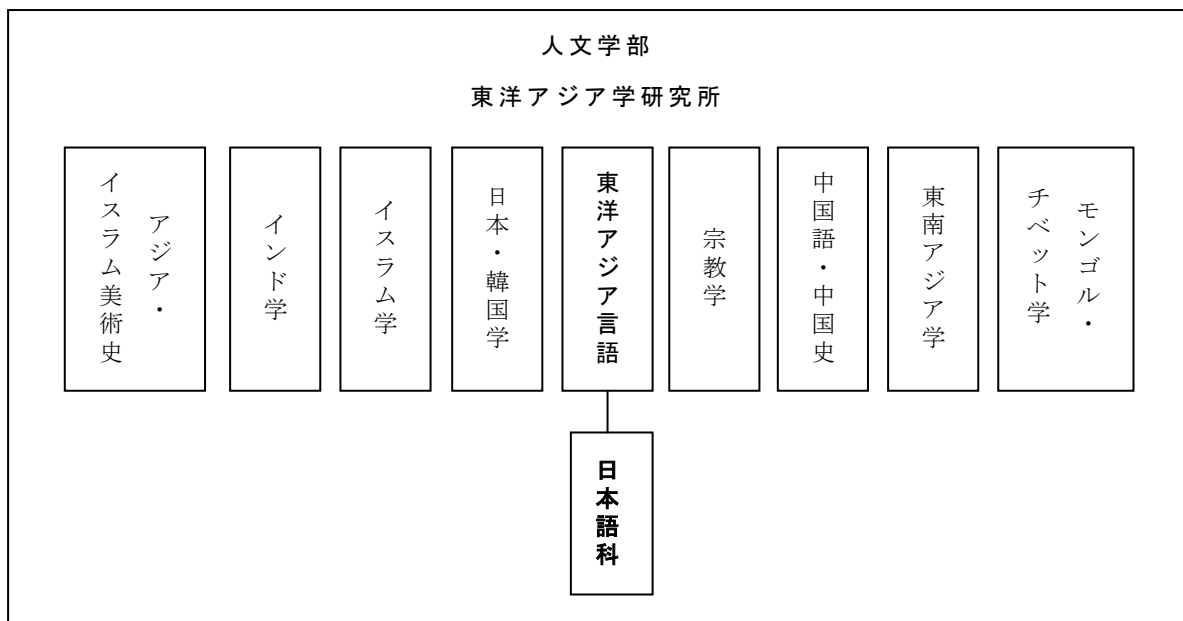 人文学部
東洋アジア学研究所
アジア・
イスラム美術史
インド学
イスラム学
日本・韓国学
東洋アジア言語
宗教学
中国語・中国史
東南アジア学
モンゴル・
チベット学
日本語科